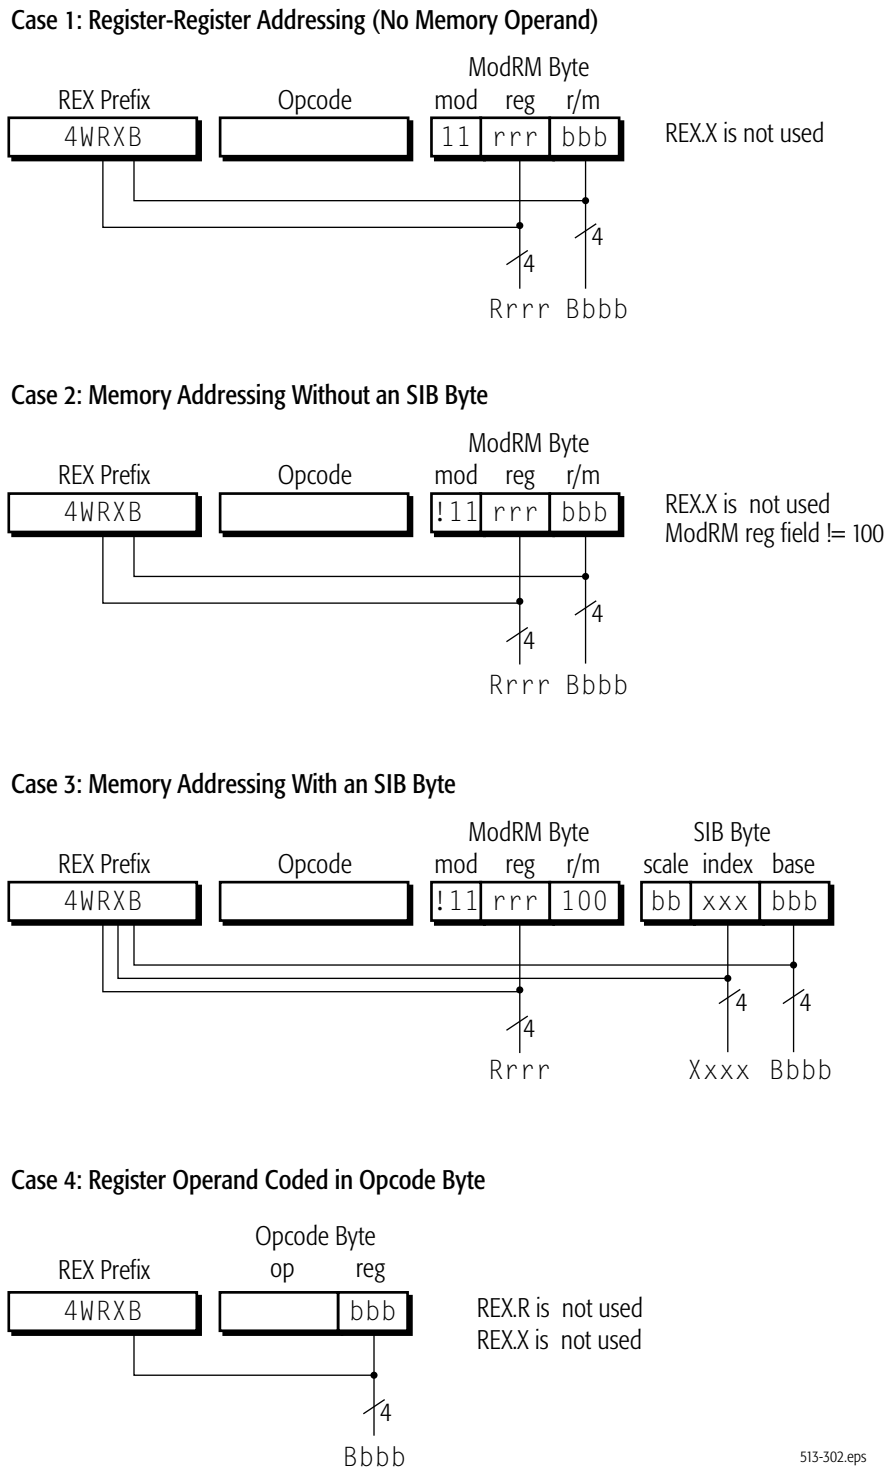 Case 1: Register-Register Addressing (No Memory Operand)
ModRM Byte
REX Prefix Opcode mod reg r/m
4WRXB 11 rrr bbb REX.X is not used
4
4
Rrrr Bbbb
Case 2: Memory Addressing Without an SIB Byte
ModRM Byte
REX Prefix Opcode mod reg r/m
4WRXB !11 rrr bbb REX.X is not used
ModRM reg field != 100
4
4
Rrrr Bbbb
Case 3: Memory Addressing With an SIB Byte
ModRM Byte SIB Byte
REX Prefix Opcode mod reg r/m scale index base
4WRXB !11 rrr 100 bb xxx bbb
4 4
4
Rrrr Xxxx Bbbb
Case 4: Register Operand Coded in Opcode Byte
Opcode Byte
REX Prefix op reg
4WRXB bbb REX.R is not used
REX.X is not used
4
Bbbb
513-302.eps